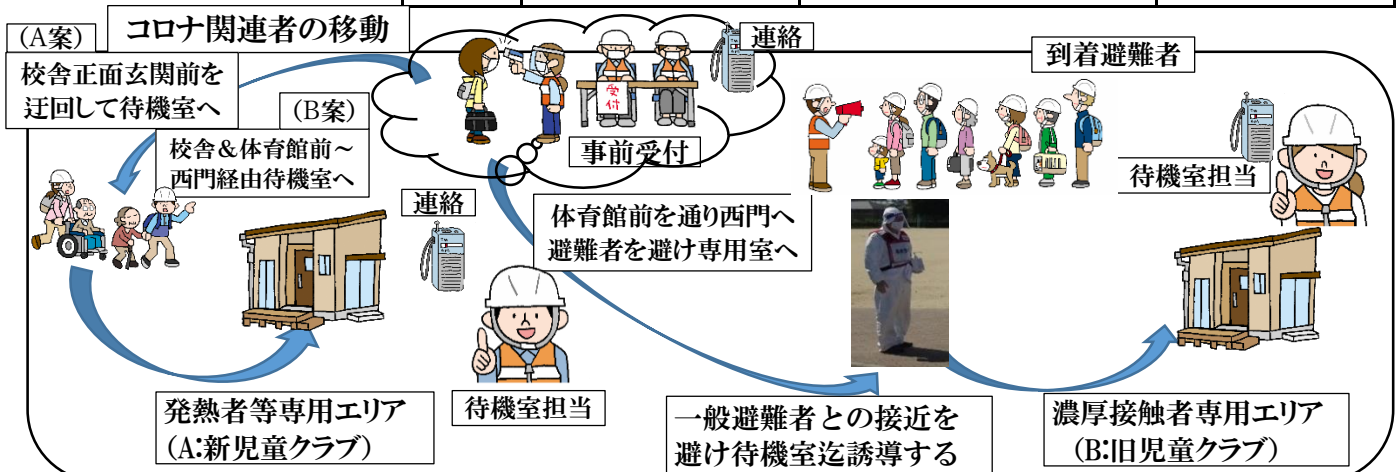 コロナ関連者の移動
(A案)
校舎正面玄関前を
迂回して待機室へ
(B案)
校舎&体育館前~
西門経由待機室へ
受付
事前受付
連絡
到着避難者
待機室担当
連絡
体育館前を通り西門へ
避難者を避け専用室へ
発熱者等専用エリア
(A:新児童クラブ)
待機室担当
一般避難者との接近を
避け待機室迄誘導する
濃厚接触者専用エリア
(B:旧児童クラブ)